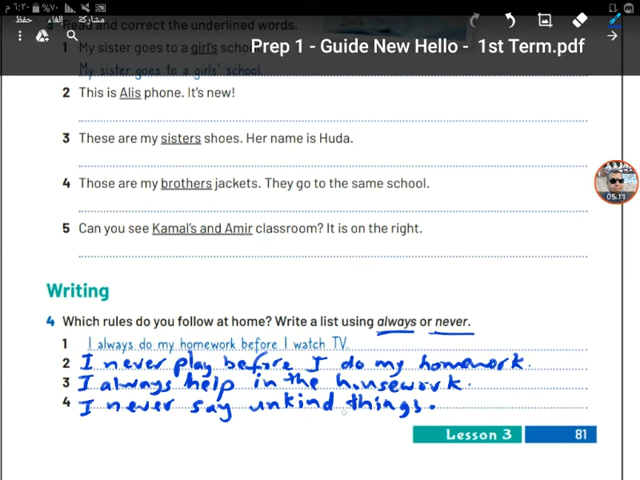 حفظ إلغاء مشاركة ٧٠% ٦:٣٠ م
Prep 1 - Guide New Hello - 1st Term.pdf
3 Read and correct the underlined words.
1 My sister goes to a girl's school.
My sister goes to a girls' school.
2 This is Alis phone. It's new!
3 These are my sisters shoes. Her name is Huda.
4 Those are my brothers jackets. They go to the same school.
5 Can you see Kamal's and Amir classroom? It is on the right.
Writing
4 Which rules do you follow at home? Write a list using always or never.
1 I always do my homework before I watch TV.
2 I never play before I do my homework.
3 I always help in the housework.
4 I never say unkind things.
05:11
Lesson 3 81